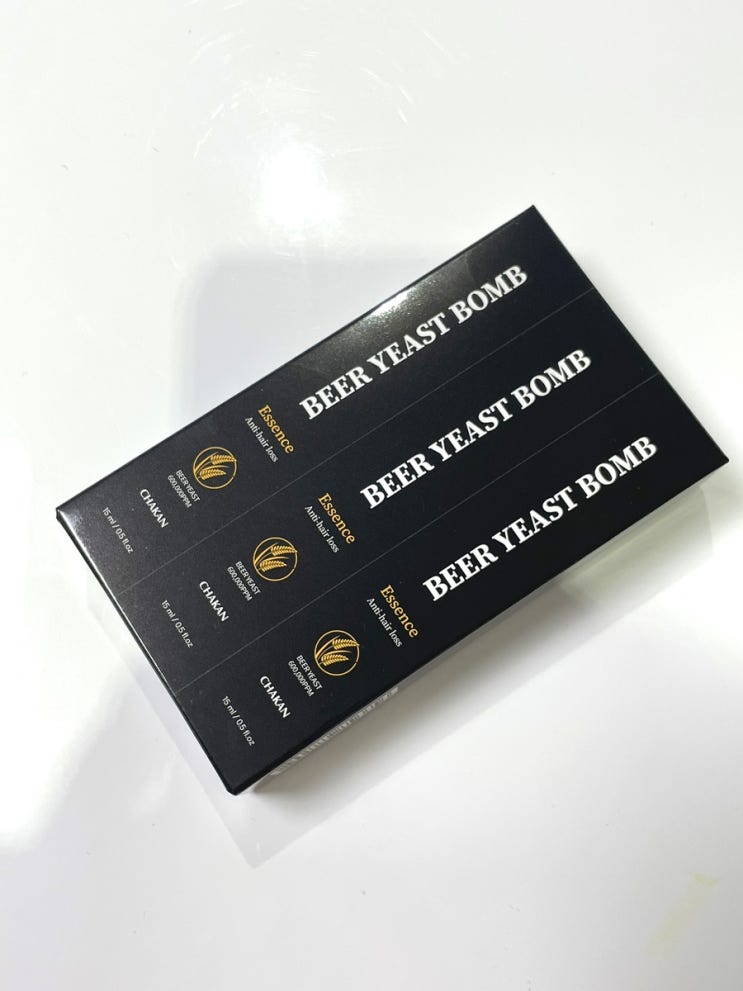 BEER YEAST BOMB
Essence
Anti-hair loss
BEER YEAST
600,000PPM
CHAKAN
15 ml / 0.5 fl.oz
BEER YEAST BOMB
Essence
Anti-hair loss
BEER YEAST
600,000PPM
CHAKAN
15 ml / 0.5 fl.oz
BEER YEAST BOMB
Essence
Anti-hair loss
BEER YEAST
600,000PPM
CHAKAN
15 ml / 0.5 fl.oz